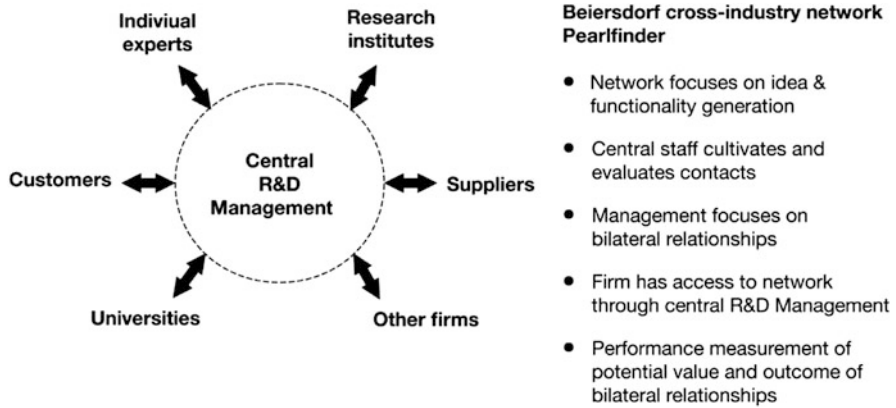 Indiviual
experts
Research
institutes
Customers
Central
R&D
Management
Suppliers
Universities
Other firms
Beiersdorf cross-industry network
Pearlfinder
• Network focuses on idea &
functionality generation
• Central staff cultivates and
evaluates contacts
• Management focuses on
bilateral relationships
• Firm has access to network
through central R&D Management
• Performance measurement of
potential value and outcome of
bilateral relationships